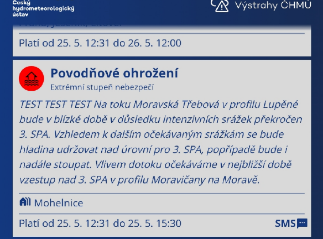 Český
hydrometeorologický
ústav
Výstrahy ČHMÚ
Platí od 25. 5. 12:31 do 26. 5. 12:00
Povodňové ohrožení
Extrémní stupeň nebezpečí
TEST TEST TEST Na toku Moravská Třebová v profilu Lupěné
bude v blízké době v důsledku intenzivních srážek překročen
3. SPA. Vzhledem k dalším očekávaným srážkám se bude
hladina udržovat nad úrovní pro 3. SPA, popřípadě bude i
nadále stoupat. Vlivem dotoku očekáváme v nejbližší době
vzestup nad 3. SPA v profilu Moravičany na Moravě.
Mohelnice
Platí od 25. 5. 12:31 do 25. 5. 15:30
SMS